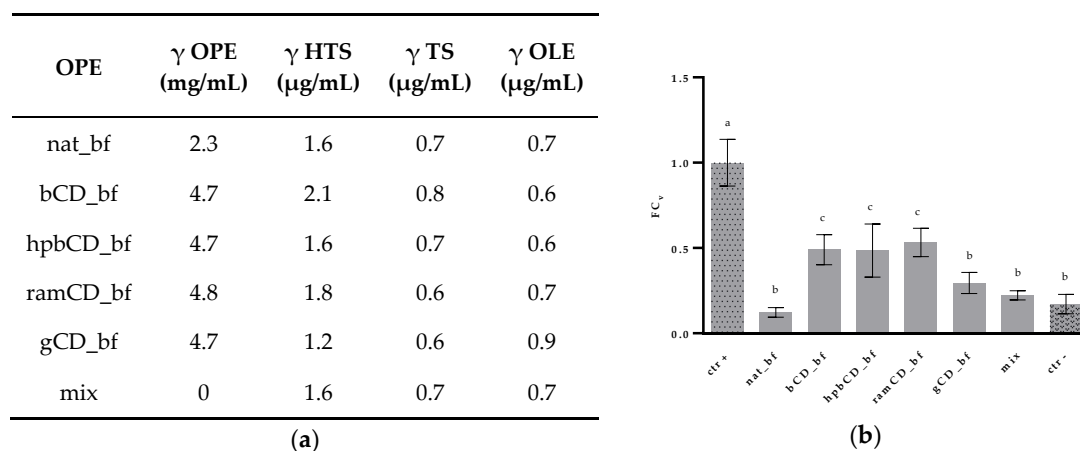 OPE γ OPE (mg/mL) γ HTS (µg/mL) γ TS (µg/mL) γ OLE (µg/mL)
nat_bf 2.3 1.6 0.7 0.7
bCD_bf 4.7 2.1 0.8 0.6
hpbCD_bf 4.7 1.6 0.7 0.6
ramCD_bf 4.8 1.8 0.6 0.7
gCD_bf 4.7 1.2 0.6 0.9
mix 0 1.6 0.7 0.7
(a)
1.5
1.0
0.5
0.0
FCv
a
b
c
c
c
b
b
b
ctr+
nat_bf
bCD_bf
hpbCD_bf
ramCD_bf
gCD_bf
mix
ctr-
(b)